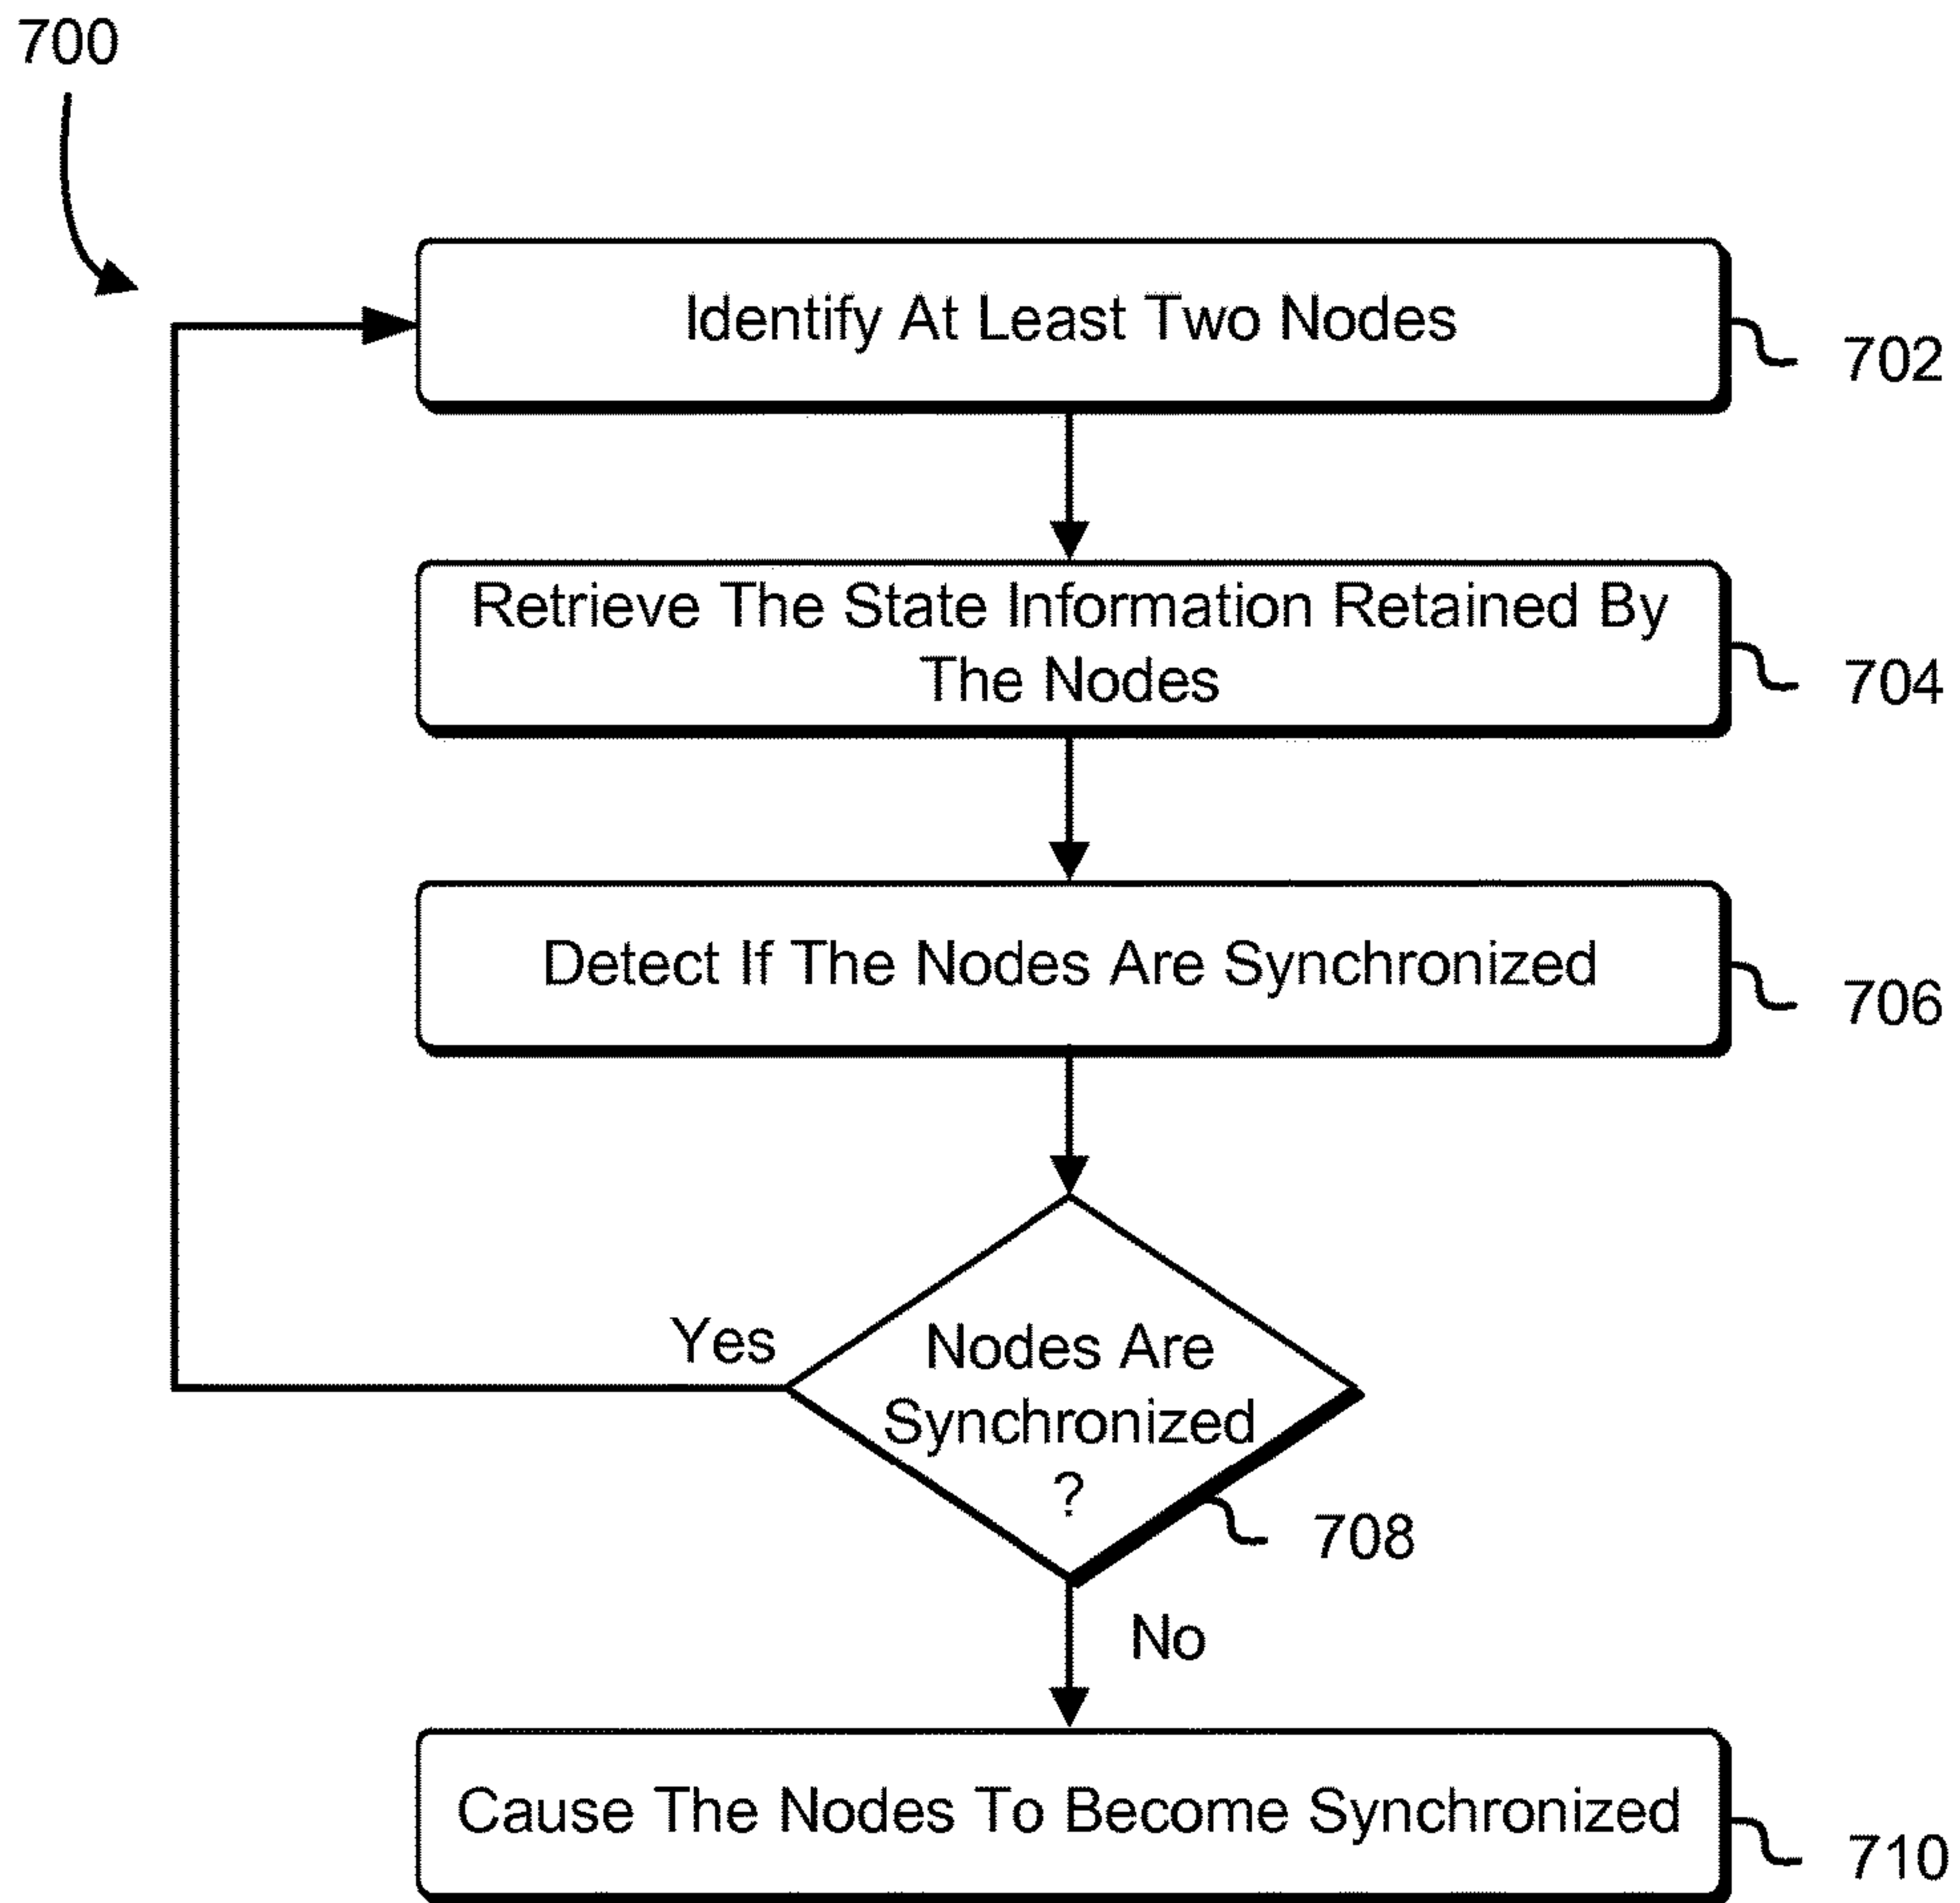 700
Identify At Least Two Nodes
702
Retrieve The State Information Retained By
The Nodes
704
Detect If The Nodes Are Synchronized
706
Yes
Nodes Are
Synchronized
?
708
No
Cause The Nodes To Become Synchronized
710